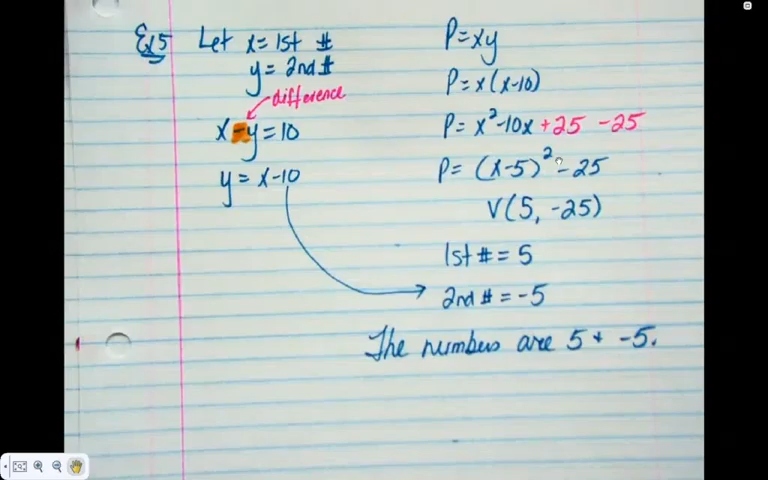 Ex5 Let x = 1st #
y = 2nd #
difference
x - y = 10
y = x - 10
P = xy
P = x(x-10)
P = x² - 10x + 25 - 25
P = (x-5)² - 25
V(5, -25)
1st # = 5
2nd # = -5
The numbers are 5 + -5.